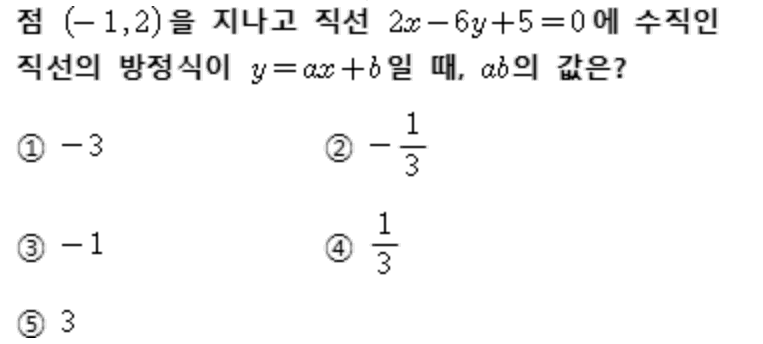 점 (−1,2)을 지나고 직선 2x−6y+5=0에 수직인
직선의 방정식이 y=ax+b일 때, ab의 값은?
① −3 ② −1/3
③ −1 ④ 1/3
⑤ 3